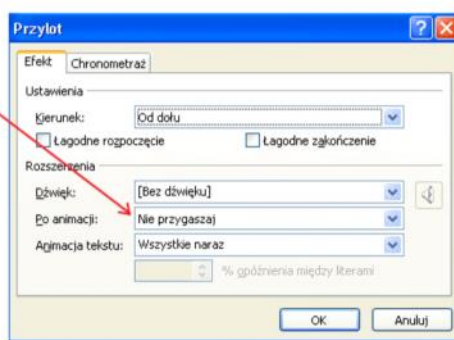 Przylot
Efekt Chronometraż
Ustawienia
Kierunek: Od dołu
Łagodne rozpoczęcie Łagodne zakończenie
Rozszerzenia
Dźwięk: [Bez dźwięku]
Po animacji: Nie przygaszaj
Animacja tekstu: Wszystkie naraz
% opóźnienia między literami
OK Anuluj